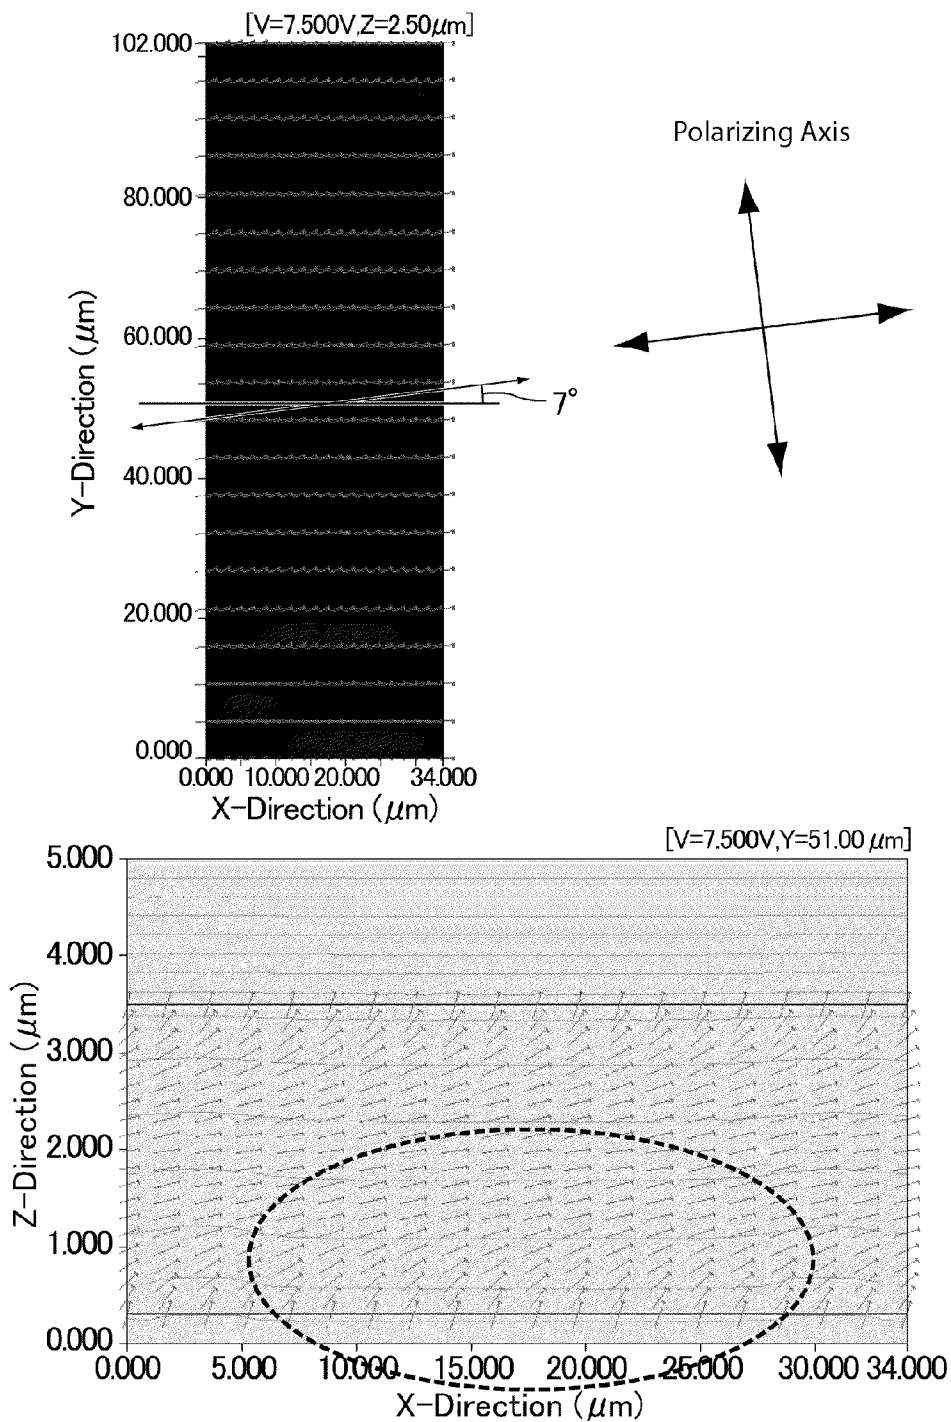 [V=7.500V,Z=2.50μm]
102.000
80.000
60.000
40.000
20.000
0.000
Y-Direction (μm)
0.000 10.000 20.000 34.000
X-Direction (μm)
7°
Polarizing Axis
[V=7.500V,Y=51.00 μm]
5.000
4.000
3.000
2.000
1.000
0.000
Z-Direction (μm)
0.000 5.000 10.000 15.000 20.000 25.000 30.000 34.000
X-Direction (μm)